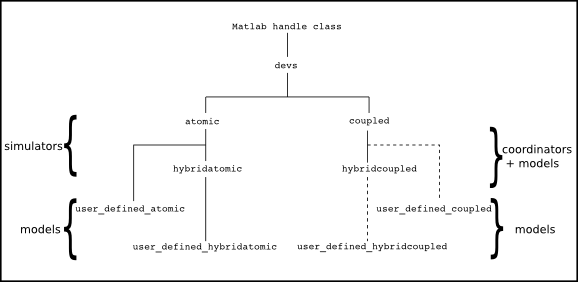 Matlab handle class
devs
atomic
coupled
simulators
coordinators
+ models
hybridatomic
hybridcoupled
user_defined_atomic
user_defined_coupled
models
models
user_defined_hybridatomic
user_defined_hybridcoupled